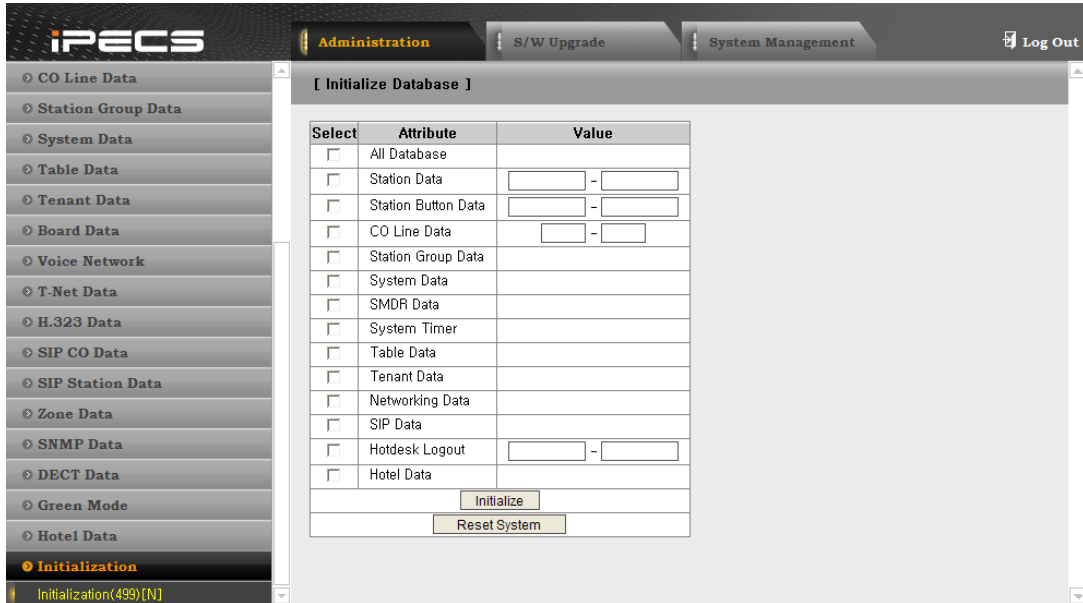 iPECS
Administration
S/W Upgrade
System Management
Log Out
CO Line Data
Station Group Data
System Data
Table Data
Tenant Data
Board Data
Voice Network
T-Net Data
H.323 Data
SIP CO Data
SIP Station Data
Zone Data
SNMP Data
DECT Data
Green Mode
Hotel Data
Initialization
Initialization(499)[N]
[ Initialize Database ]
Select Attribute Value
All Database
Station Data -
Station Button Data -
CO Line Data -
Station Group Data
System Data
SMDR Data
System Timer
Table Data
Tenant Data
Networking Data
SIP Data
Hotdesk Logout -
Hotel Data
Initialize
Reset System